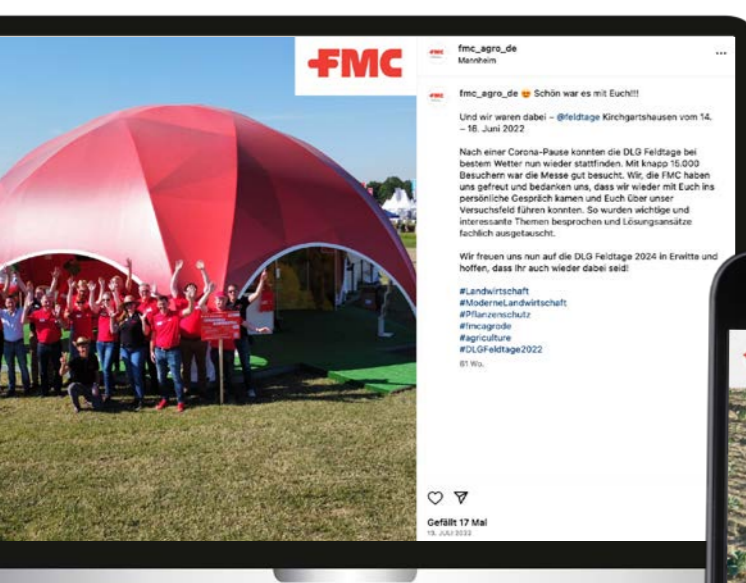 FMC
fmc_agro_de
Mannheim
fmc_agro_de 😍 Schön war es mit Euch!!!
Und wir waren dabei – @feldtage Kirchgartshausen vom 14.
– 16. Juni 2022
Nach einer Corona-Pause konnten die DLG Feldtage bei
bestem Wetter nun wieder stattfinden. Mit knapp 15.000
Besuchern war die Messe gut besucht. Wir, die FMC haben
uns gefreut und bedanken uns, dass wir wieder mit Euch ins
persönliche Gespräch kamen und Euch über unser
Versuchsfeld führen konnten. So wurden wichtige und
interessante Themen besprochen und Lösungsansätze
fachlich ausgetauscht.
Wir freuen uns nun auf die DLG Feldtage 2024 in Erwitte und
hoffen, dass Ihr auch wieder dabei seid!
#Landwirtschaft
#ModerneLandwirtschaft
#Pflanzenschutz
#fmcagrode
#agriculture
#DLGFeldtage2022
61 Wo.
Gefällt 17 Mal
JULI 2022